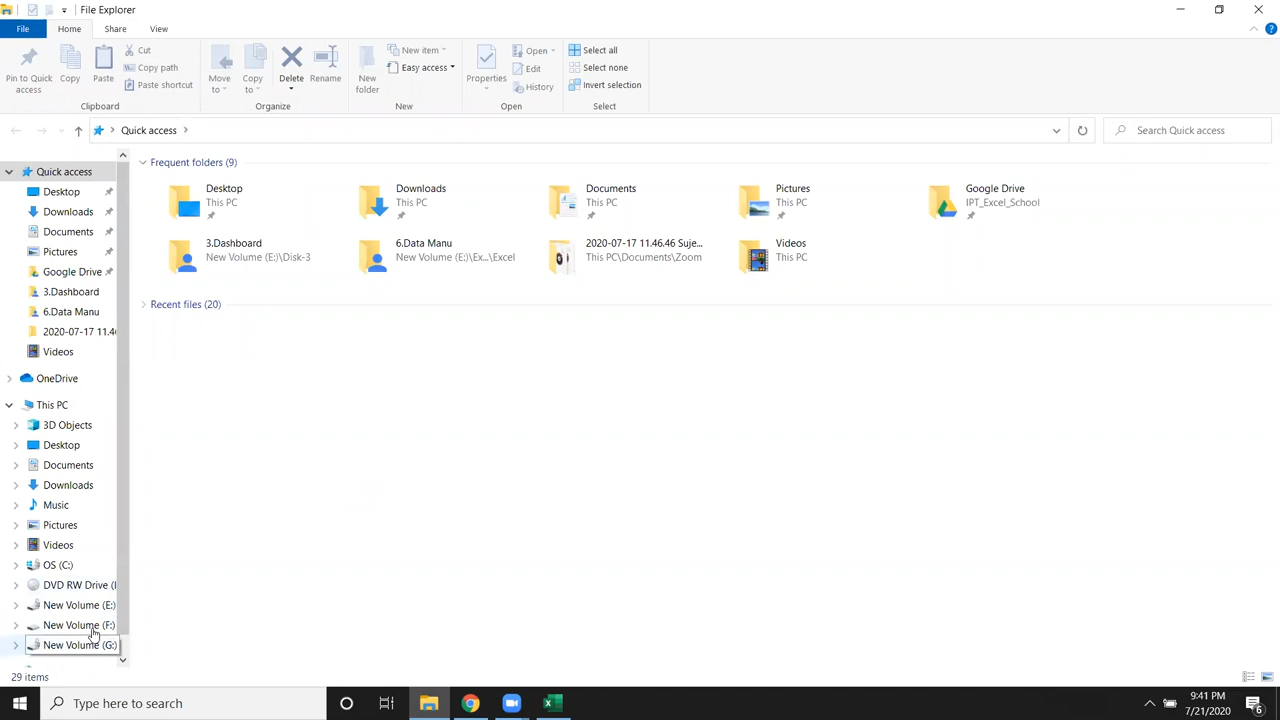 File Explorer
File
Home
Share
View
Pin to Quick access
Copy
Paste
Cut
Copy path
Paste shortcut
Clipboard
Move to
Copy to
Delete
Rename
Organize
New folder
New item
Easy access
New
Properties
Open
Edit
History
Open
Select all
Select none
Invert selection
Select
Quick access
Search Quick access
Quick access
Desktop
Downloads
Documents
Pictures
Google Drive
3.Dashboard
6.Data Manu
2020-07-17 11.46
Videos
OneDrive
This PC
3D Objects
Desktop
Documents
Downloads
Music
Pictures
Videos
OS (C:)
DVD RW Drive (
New Volume (E:)
New Volume (F:)
New Volume (G:)
Frequent folders (9)
Desktop
This PC
Downloads
This PC
Documents
This PC
Pictures
This PC
Google Drive
IPT_Excel_School
3.Dashboard
New Volume (E:)\Disk-3
6.Data Manu
New Volume (E:)\Ex...\Excel
2020-07-17 11.46.46 Suje...
This PC\Documents\Zoom
Videos
This PC
Recent files (20)
29 items
Type here to search
9:41 PM
7/21/2020
6